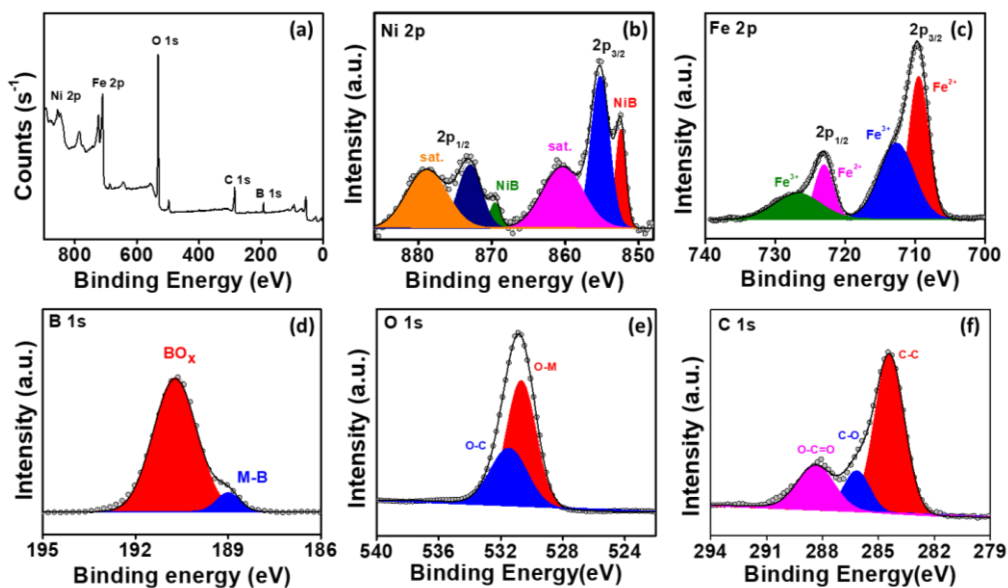 (a)
O 1s
Fe 2p
Ni 2p
C 1s
B 1s
Counts (s-1)
800 600 400 200 0
Binding Energy (eV)
Ni 2p
(b)
2p3/2
NiB
2p1/2
sat.
sat.
NiB
Intensity (a.u.)
880 870 860 850
Binding energy (eV)
Fe 2p
(c)
2p3/2
Fe2+
Fe3+
2p1/2
Fe3+
Fe2+
Intensity (a.u.)
740 730 720 710 700
Binding Energy (eV)
B 1s
(d)
BOx
M-B
Intensity (a.u.)
195 192 189 186
Binding energy (eV)
O 1s
(e)
O-M
O-C
Intensity (a.u.)
540 536 532 528 524
Binding Energy(eV)
C 1s
(f)
C-C
C-O
O-C=O
Intensity (a.u.)
294 291 288 285 282 279
Binding Energy(eV)